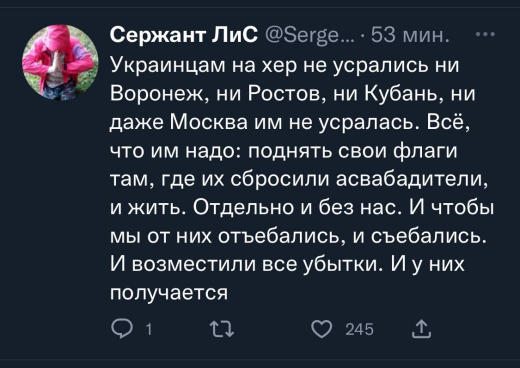 Сержант ЛиС @Serge... · 53 мин.
Украинцам на хер не усрались ни
Воронеж, ни Ростов, ни Кубань, ни
даже Москва им не усралась. Всё,
что им надо: поднять свои флаги
там, где их сбросили асвабадители,
и жить. Отдельно и без нас. И чтобы
мы от них отъебались, и съебались.
И возместили все убытки. И у них
получается
1 245